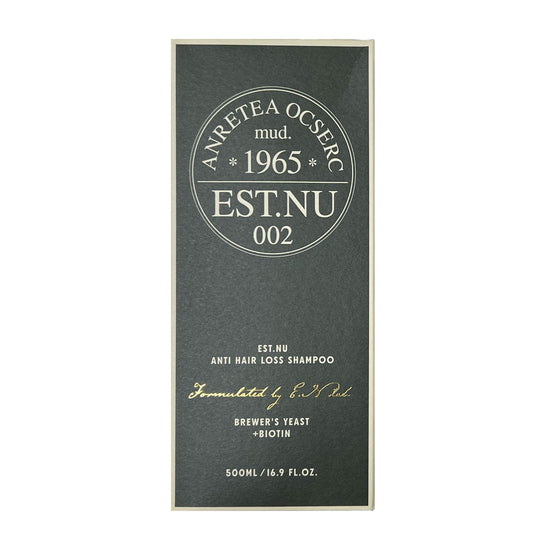 ANRETEA OCSERC
mud.
* 1965 *
EST.NU
002
EST.NU
ANTI HAIR LOSS SHAMPOO
Formulated by E.N Lab.
BREWER'S YEAST
+BIOTIN
500ML/16.9 FL.OZ.